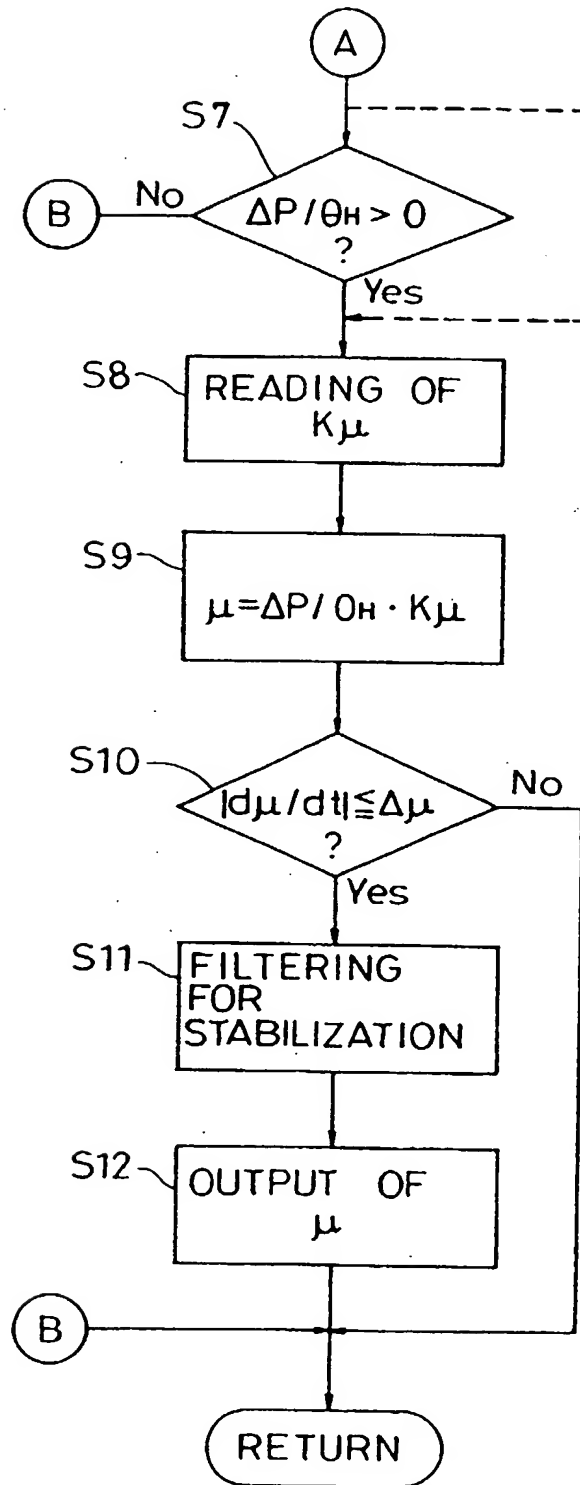 A
S7
B
No
ΔP/θH > 0
?
Yes
S8
READING OF
Kμ
S9
μ=ΔP/OH · Kμ
S10
|dμ/dt|≦Δμ
?
No
Yes
S11
FILTERING
FOR
STABILIZATION
S12
OUTPUT OF
μ
B
RETURN